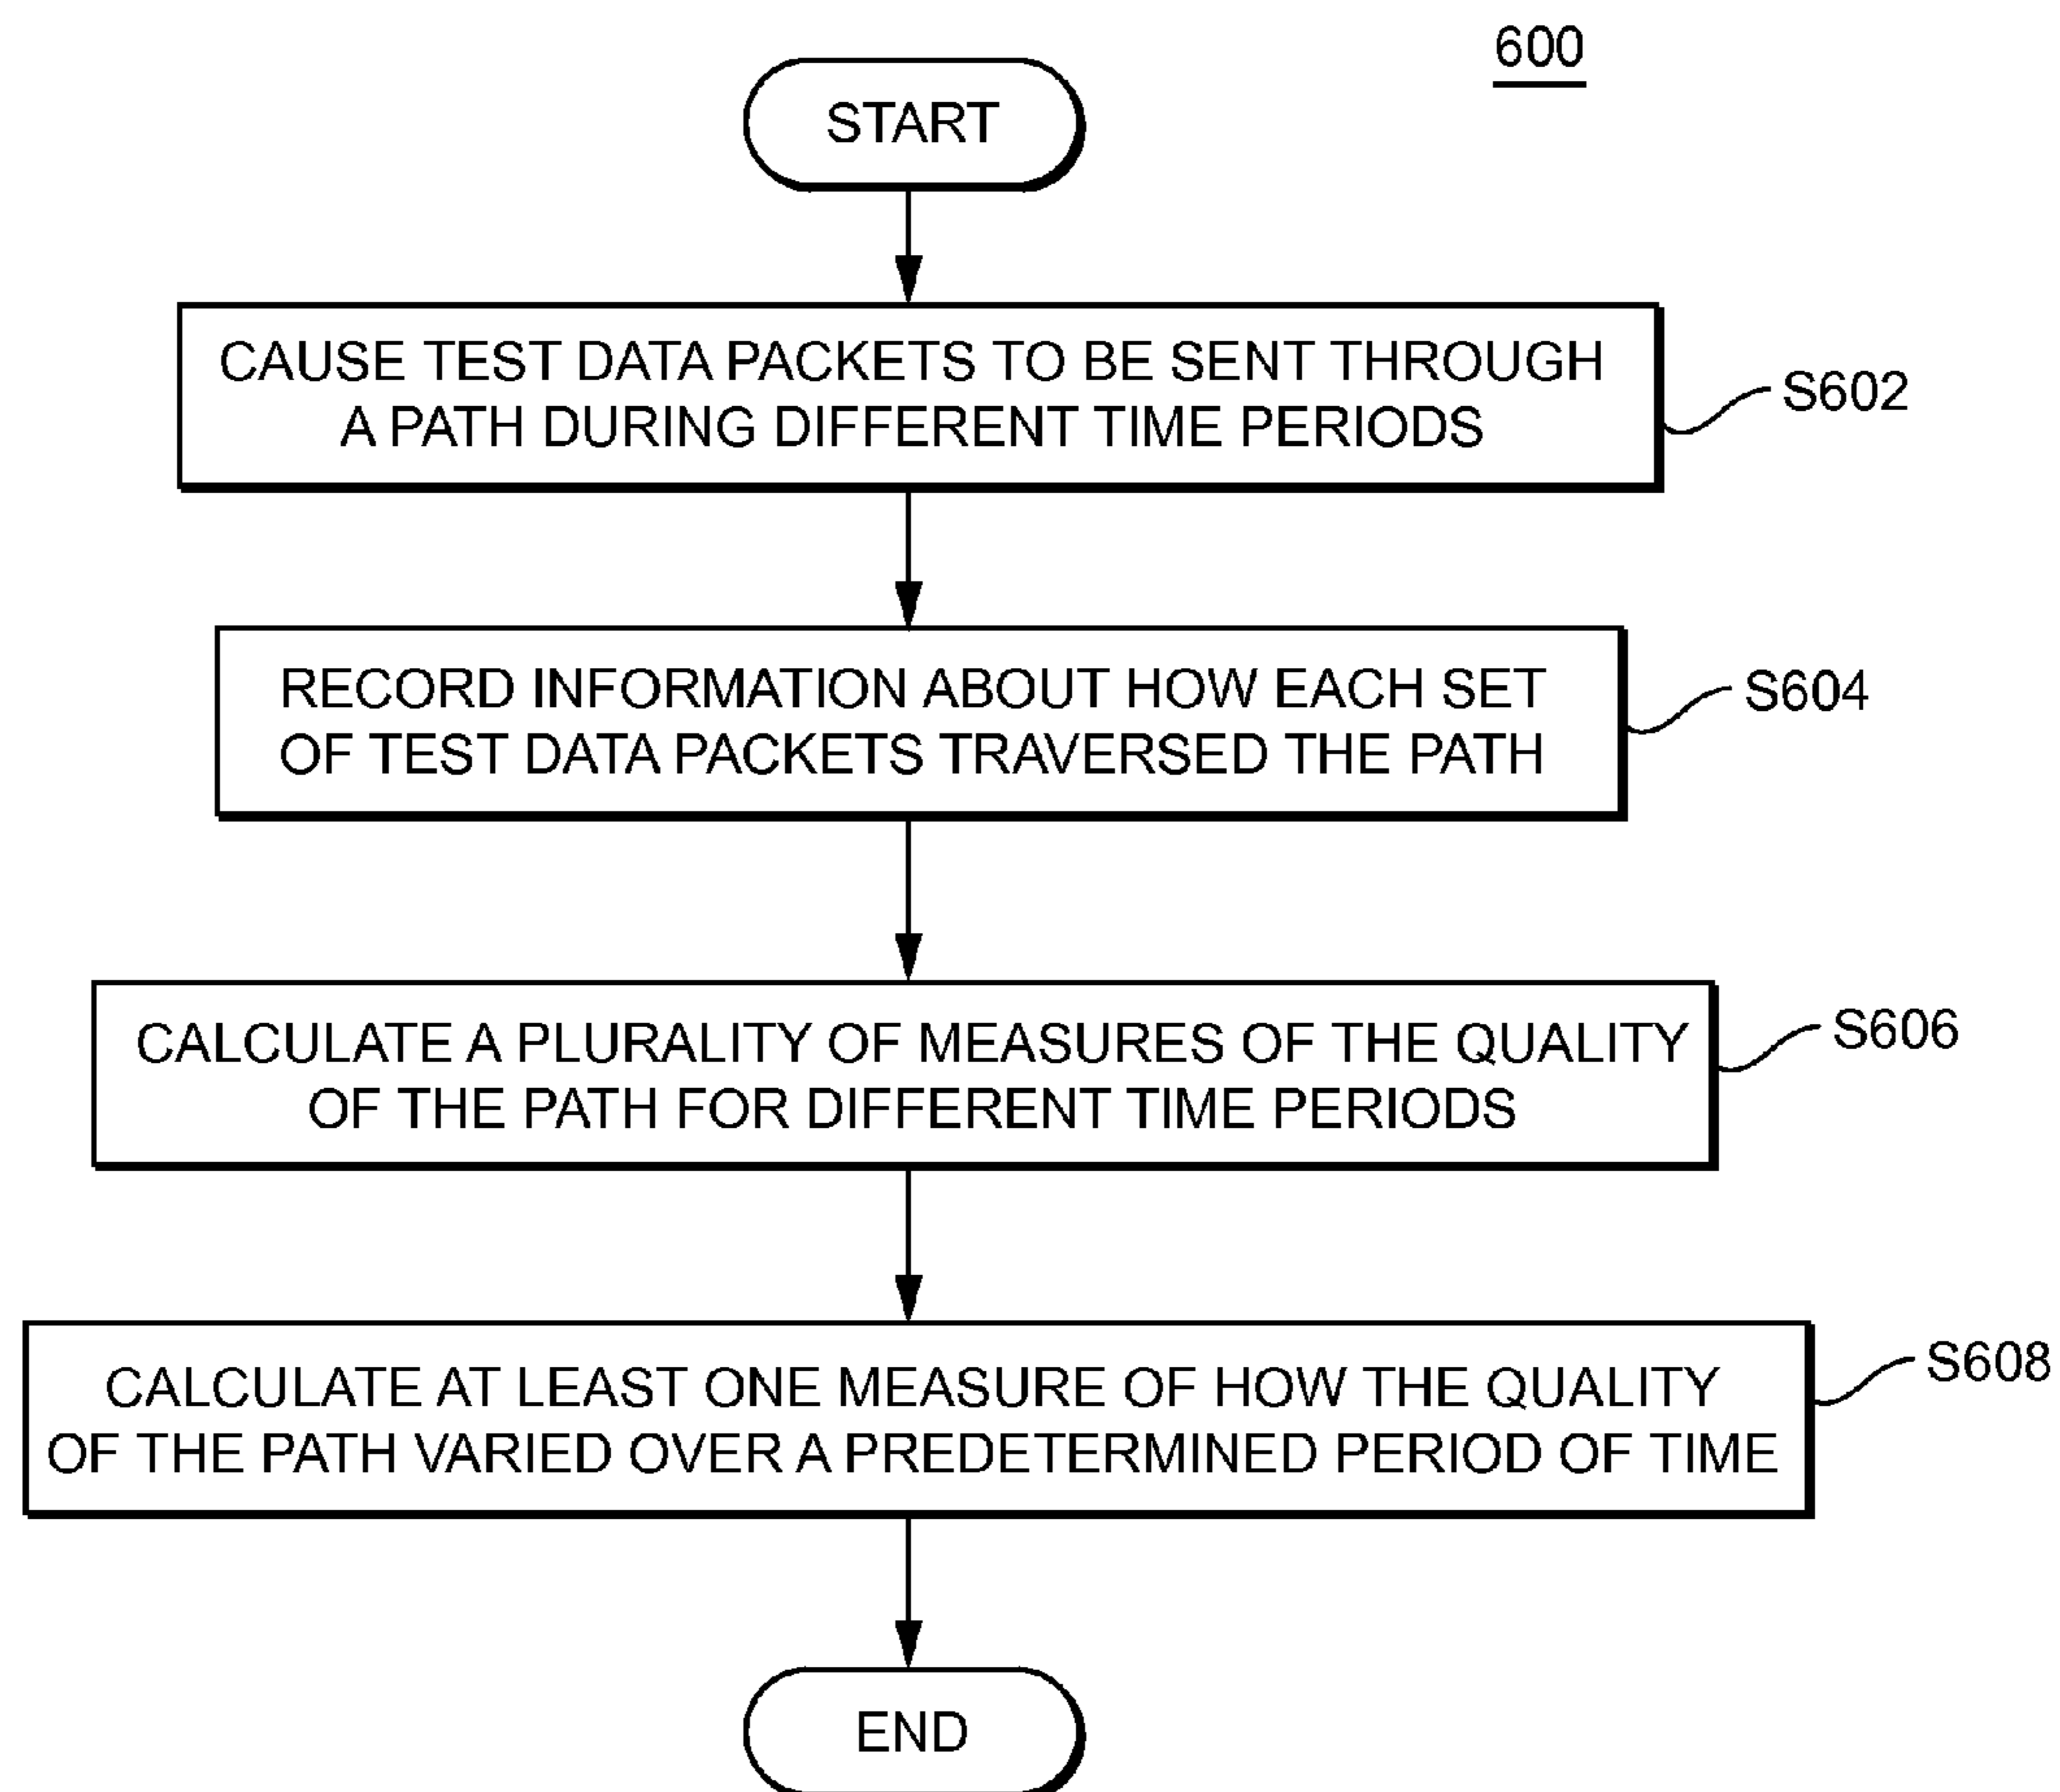 600
START
CAUSE TEST DATA PACKETS TO BE SENT THROUGH
A PATH DURING DIFFERENT TIME PERIODS
S602
RECORD INFORMATION ABOUT HOW EACH SET
OF TEST DATA PACKETS TRAVERSED THE PATH
S604
CALCULATE A PLURALITY OF MEASURES OF THE QUALITY
OF THE PATH FOR DIFFERENT TIME PERIODS
S606
CALCULATE AT LEAST ONE MEASURE OF HOW THE QUALITY
OF THE PATH VARIED OVER A PREDETERMINED PERIOD OF TIME
S608
END